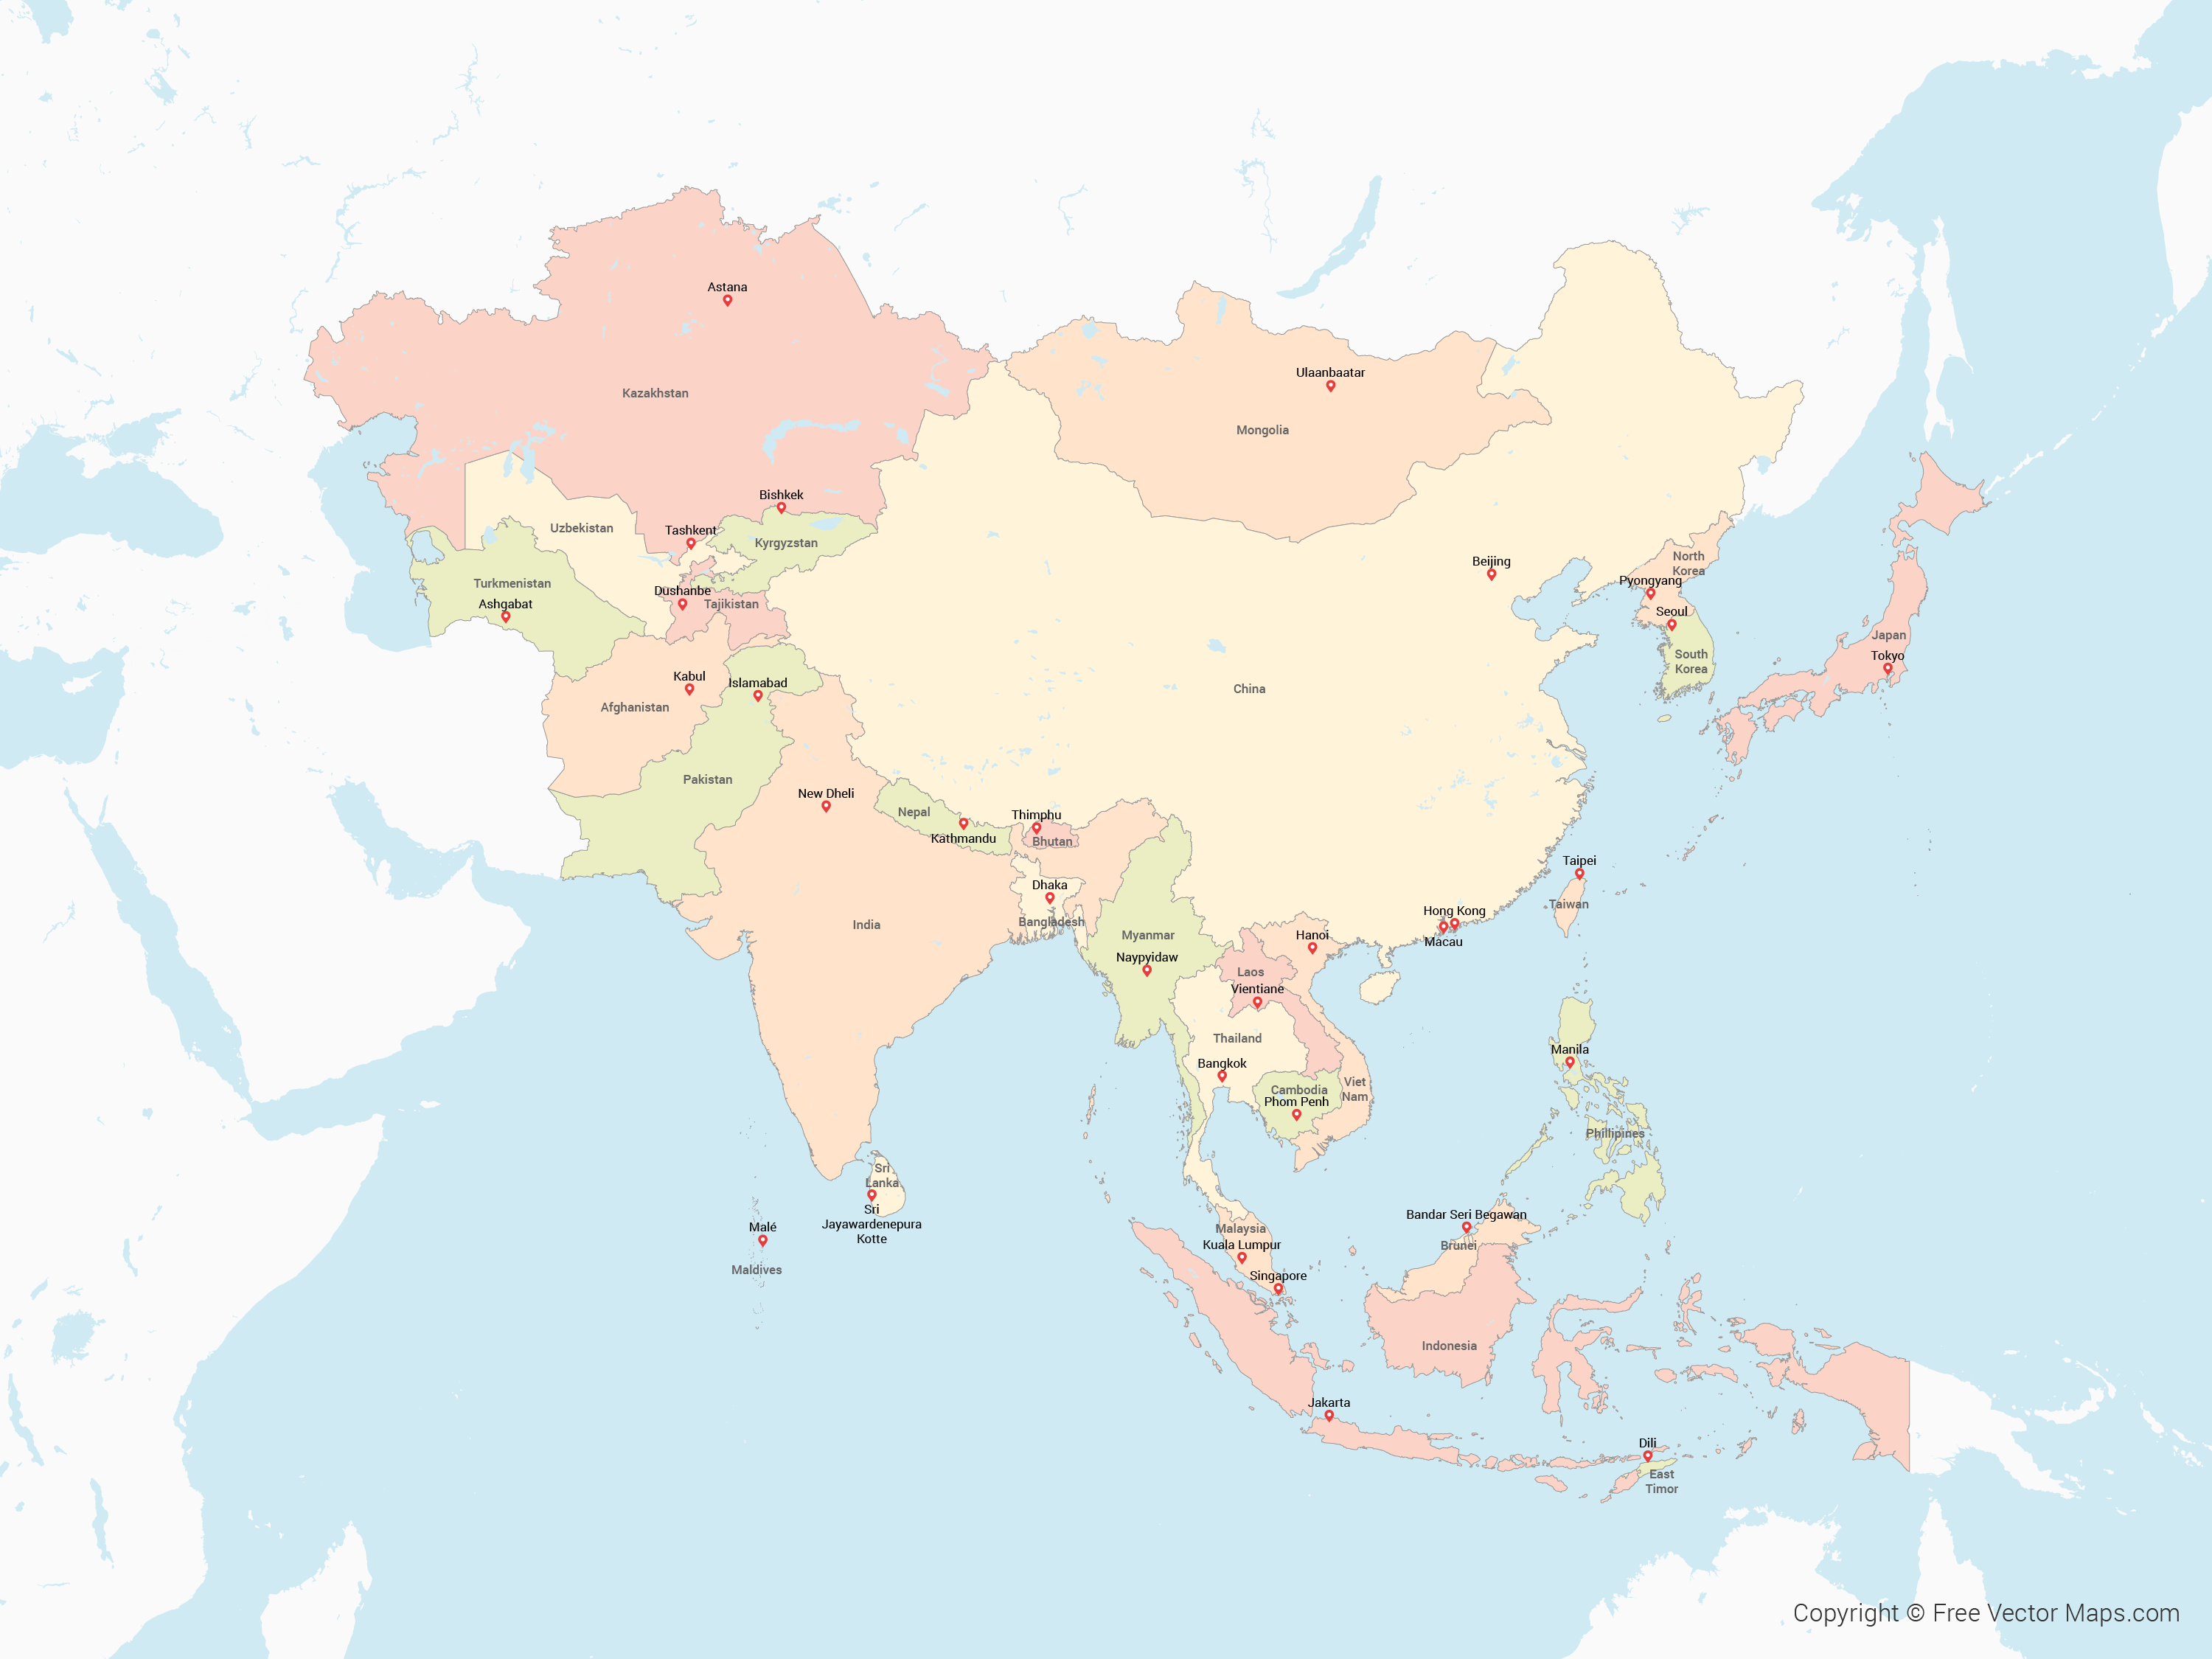 Astana
Ulaanbaatar
Kazakhstan
Mongolia
Bishkek
Uzbekistan
Tashkent
Kyrgyzstan
Beijing
North
Korea
Pyongyang
Turkmenistan
Ashgabat
Dushanbe
Tajikistan
Seoul
Japan
South
Korea
Tokyo
Kabul
Islamabad
China
Afghanistan
Pakistan
New Dheli
Nepal
Thimphu
Kathmandu
Bhutan
Taipei
Dhaka
Taiwan
Hong Kong
India
Bangladesh
Myanmar
Hanoi
Macau
Naypyidaw
Laos
Vientiane
Thailand
Manila
Bangkok
Viet
Nam
Cambodia
Phom Penh
Phillipines
Sri
Lanka
Sri
Jayawardenepura
Kotte
Malé
Bandar Seri Begawan
Malaysia
Kuala Lumpur
Brunei
Maldives
Singapore
Indonesia
Jakarta
Dili
East
Timor
Copyright © Free Vector Maps.com